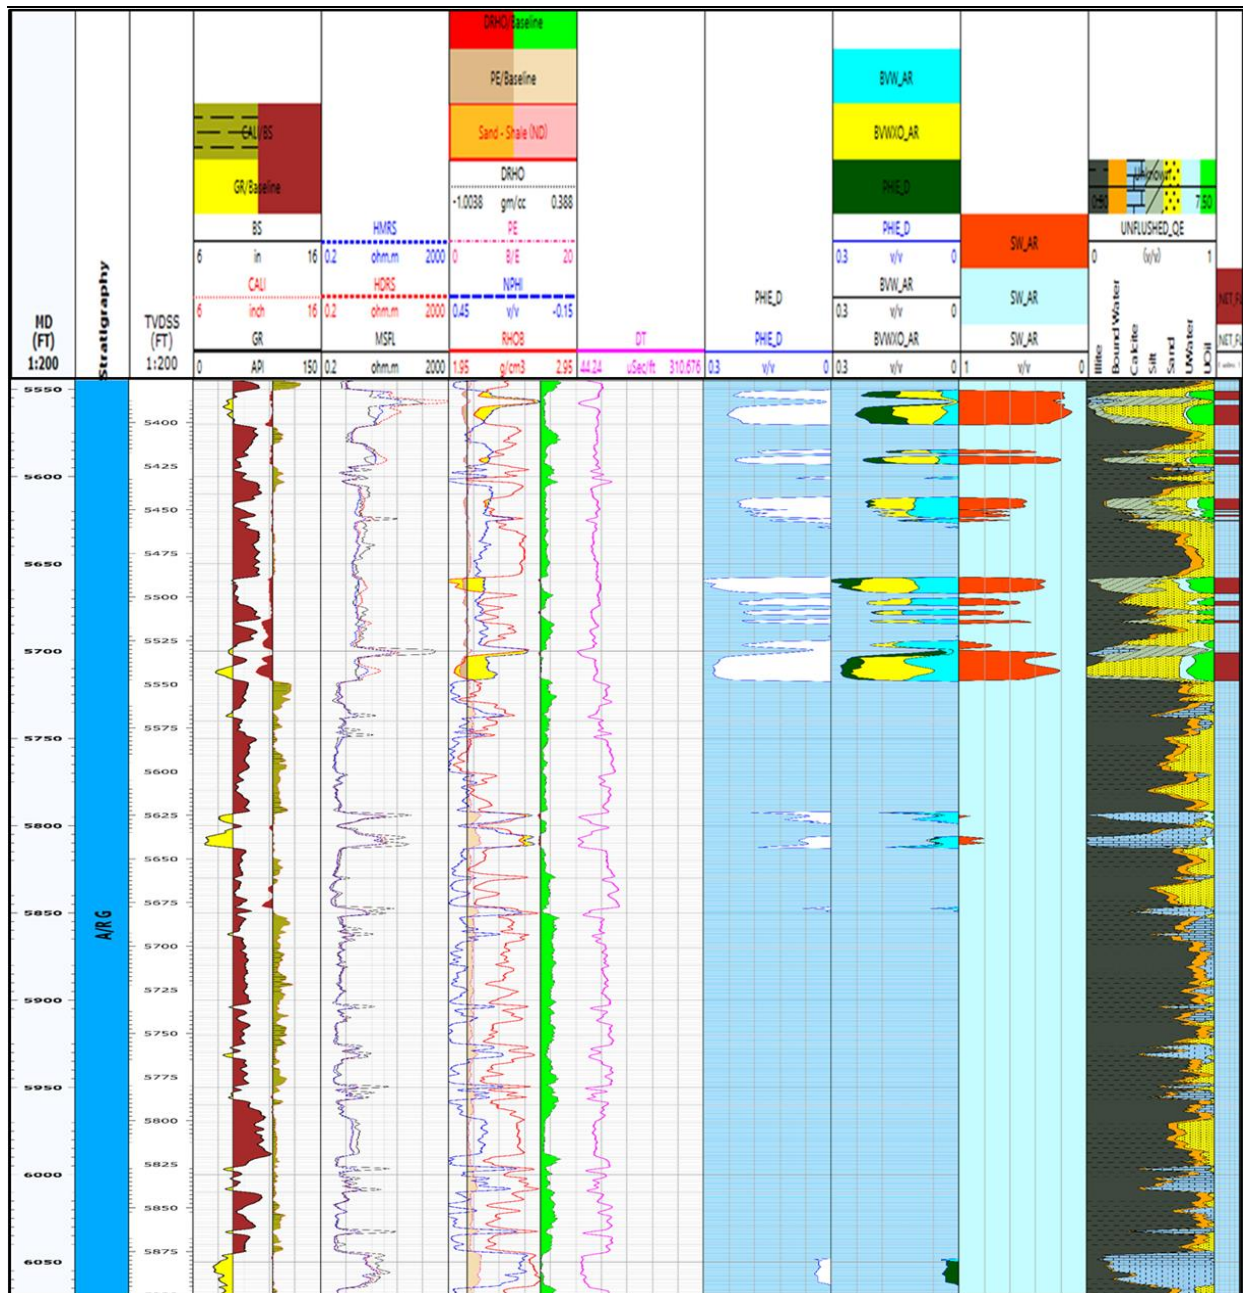 DRHO/Baseline
PE/Baseline
BVW_AR
CALI/BS
Sand - Shale (ND)
BVWXO_AR
GR/Baseline
DRHO
-1.0038 gm/cc 0.388
PHIE_D
0.50 7.50
BS
6 in 16
HMRS
0.2 ohm.m 2000
PE
0 B/E 20
PHIE_D
0.3 v/v 0
SW_AR
UNFLUSHED_QE
0 (v/v) 1
CALI
6 inch 16
HDRS
0.2 ohm.m 2000
NPHI
0.45 v/v -0.15
PHIE_D
BVW_AR
0.3 v/v 0
SW_AR
MD
(FT)
1:200
Stratigraphy
TVDSS
(FT)
1:200
GR
0 API 150
MSFL
0.2 ohm.m 2000
RHOB
1.95 g/cm3 2.95
DT
44.24 uSec/ft 310.676
PHIE_D
0.3 v/v 0
BVWXO_AR
0.3 v/v 0
SW_AR
1 v/v 0
Illite
Bound Water
Calcite
Silt
Sand
UWater
UOil
5550
5400
5425
5600
5450
5475
5650
5500
5525
5700
5550
5575
5750
5600
5625
5800
5650
5675
5850
A/R G
5700
5725
5900
5750
5775
5950
5800
5825
6000
5850
5875
6050